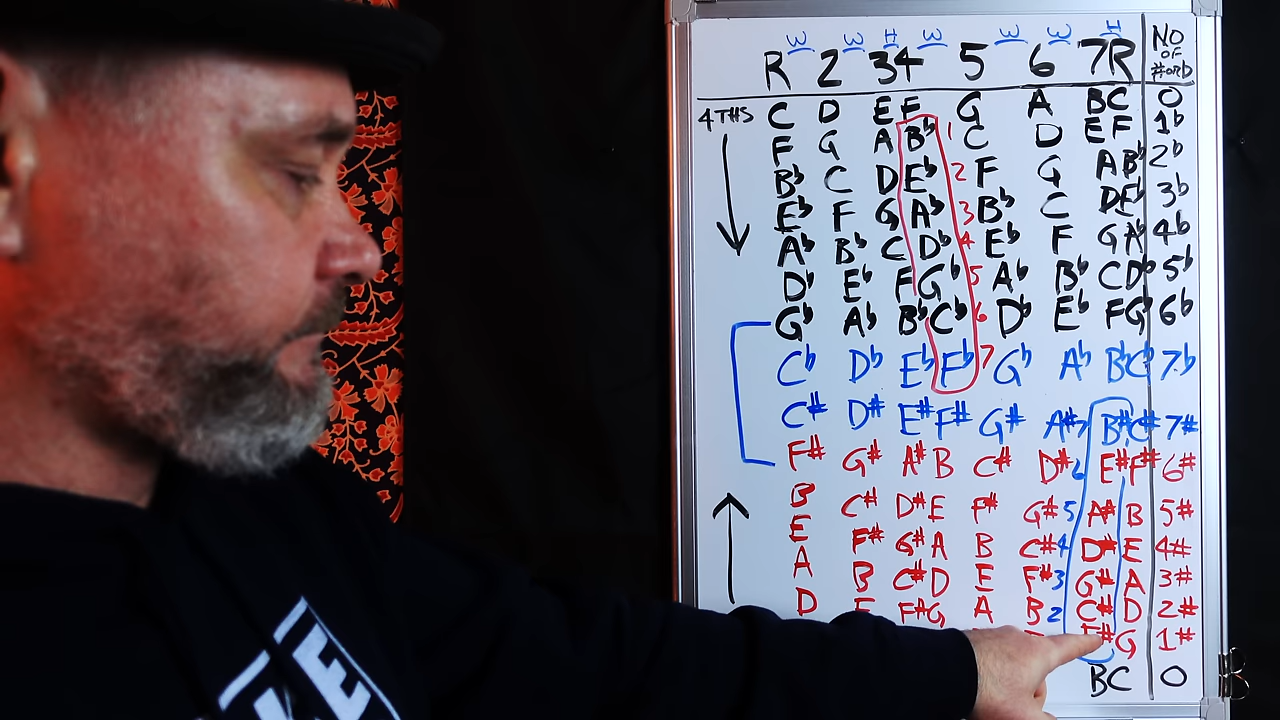 W W H W W W H
R 2 3 4 5 6 7 R NO OF # OR b
C D E F G A B C 0
4THS
F G A B♭ 1 C D E F 1♭
B♭ C D E♭ 2 F G A B♭ 2♭
E♭ F G A♭ 3 B♭ C D E♭ 3♭
A♭ B♭ C D♭ 4 E♭ F G A♭ 4♭
D♭ E♭ F G♭ 5 A♭ B♭ C D♭ 5♭
G♭ A♭ B♭ C♭ 6 D♭ E♭ F G♭ 6♭
C♭ D♭ E♭ F♭ 7 G♭ A♭ B♭ C♭ 7♭
C# D# E# F# G# A# 7 B# C# 7#
F# G# A# B C# D# E# F# 6#
B C# D# E F# G# 5 A# B 5#
E F# G# A B C# 4 D# E 4#
A B C# D E F# 3 G# A 3#
D E F# G A B 2 C# D 2#
F# G 1#
B C 0